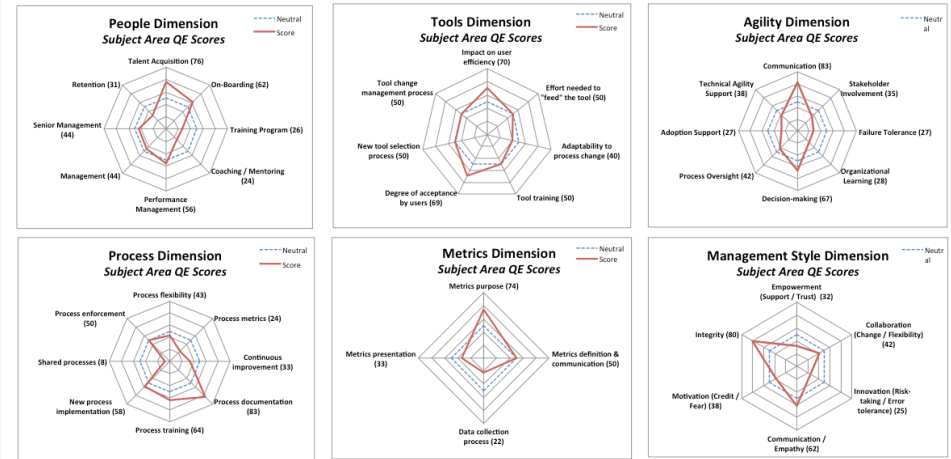 People Dimension
Subject Area QE Scores
Neutral
Score
Talent Acquisition (76)
On-Boarding (62)
Training Program (26)
Coaching / Mentoring
(24)
Performance
Management (56)
Management (44)
Senior Management
(44)
Retention (31)
Tools Dimension
Subject Area QE Scores
Neutral
Score
Impact on user
efficiency (70)
Effort needed to
"feed" the tool (50)
Adaptability to
process change (40)
Tool training (50)
Degree of acceptance
by users (69)
New tool selection
process (50)
Tool change
management process
(50)
Agility Dimension
Subject Area QE Scores
Neutr
al
Communication (83)
Stakeholder
Involvement (35)
Failure Tolerance (27)
Organizational
Learning (28)
Decision-making (67)
Process Oversight (42)
Adoption Support (27)
Technical Agility
Support (38)
Process Dimension
Subject Area QE Scores
Neutral
Score
Process flexibility (43)
Process metrics (24)
Continuous
improvement (33)
Process documentation
(83)
Process training (64)
New process
implementation (58)
Shared processes (8)
Process enforcement
(50)
Metrics Dimension
Subject Area QE Scores
Neutral
Score
Metrics purpose (74)
Metrics definition &
communication (50)
Data collection
process (22)
Metrics presentation
(33)
Management Style Dimension
Subject Area QE Scores
Neutr
al
Empowerment
(Support / Trust) (32)
Collaboration
(Change / Flexibility)
(42)
Innovation (Risk-
taking / Error
tolerance) (25)
Communication /
Empathy (62)
Motivation (Credit /
Fear) (38)
Integrity (80)